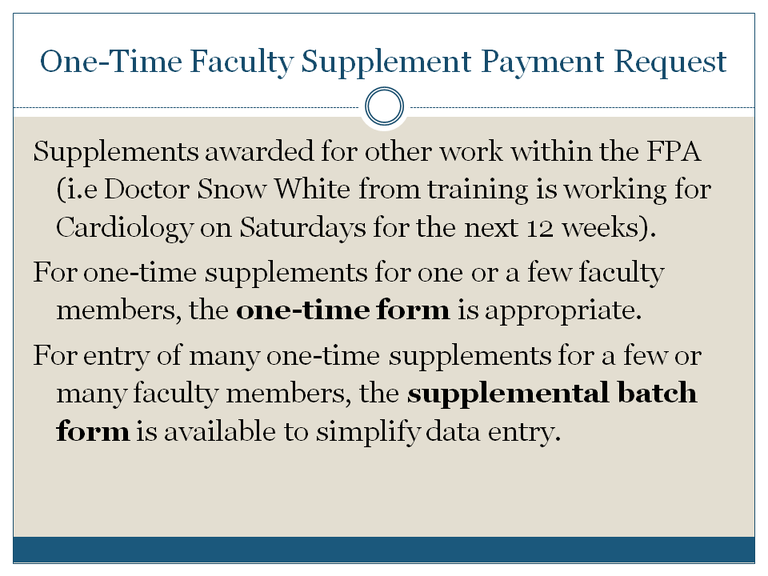 One-Time Faculty Supplement Payment Request
Supplements awarded for other work within the FPA
(i.e Doctor Snow White from training is working for
Cardiology on Saturdays for the next 12 weeks).
For one-time supplements for one or a few faculty
members, the one-time form is appropriate.
For entry of many one-time supplements for a few or
many faculty members, the supplemental batch
form is available to simplify data entry.